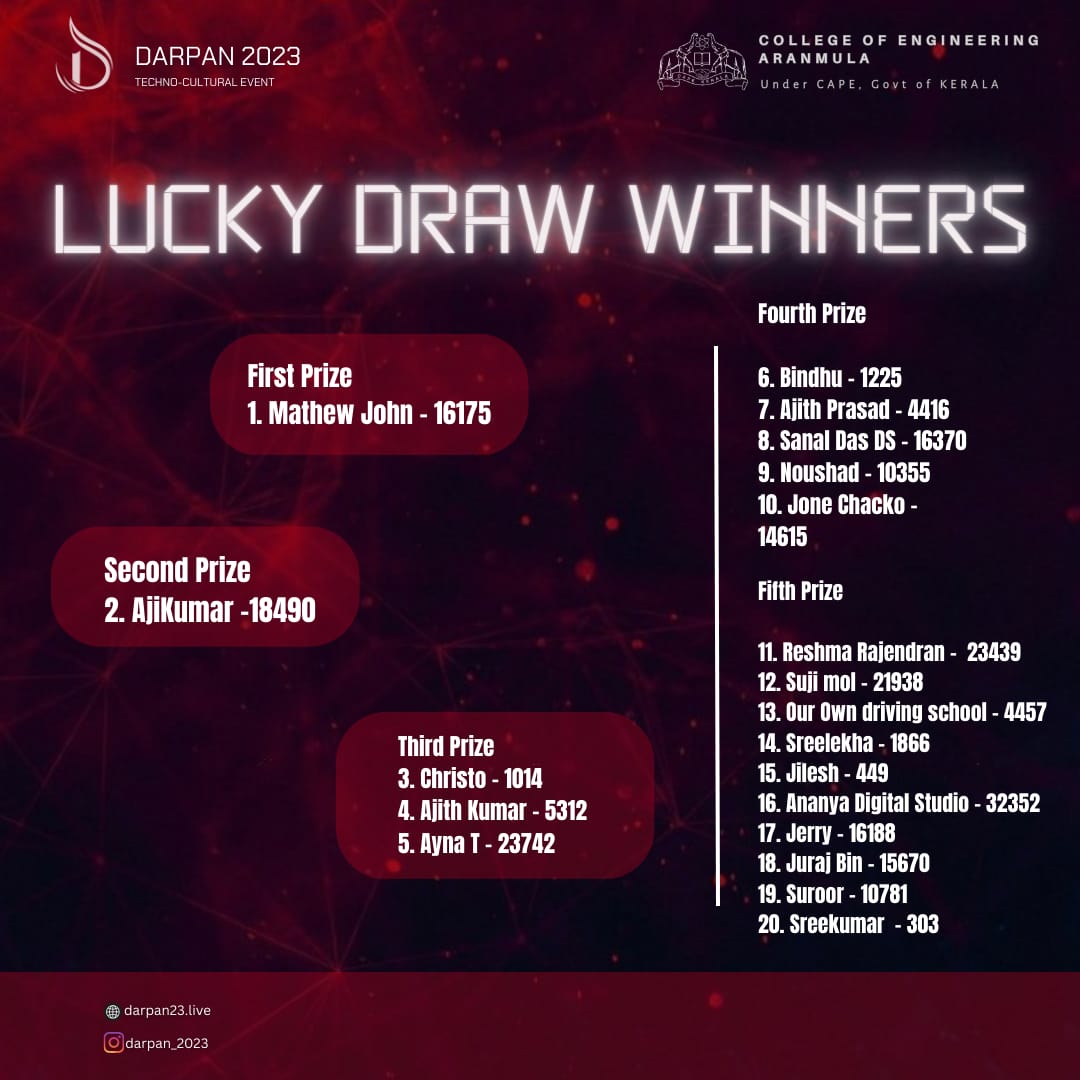 DARPAN 2023
TECHNO-CULTURAL EVENT
COLLEGE OF ENGINEERING
ARANMULA
Under CAPE, Govt of KERALA
LUCKY DRAW WINNERS
First Prize
1. Mathew John - 16175
Second Prize
2. AjiKumar -18490
Third Prize
3. Christo - 1014
4. Ajith Kumar - 5312
5. Ayna T - 23742
Fourth Prize
6. Bindhu - 1225
7. Ajith Prasad - 4416
8. Sanal Das DS - 16370
9. Noushad - 10355
10. Jone Chacko -
14615
Fifth Prize
11. Reshma Rajendran -  23439
12. Suji mol - 21938
13. Our Own driving school - 4457
14. Sreelekha - 1866
15. Jilesh - 449
16. Ananya Digital Studio - 32352
17. Jerry - 16188
18. Juraj Bin - 15670
19. Suroor - 10781
20. Sreekumar  - 303
darpan23.live
darpan_2023